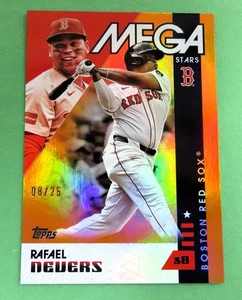 MEGA
STARS
B
RED SOX
08/25
BOSTON RED SOX®
Topps
RAFAEL
DEVERS
3B